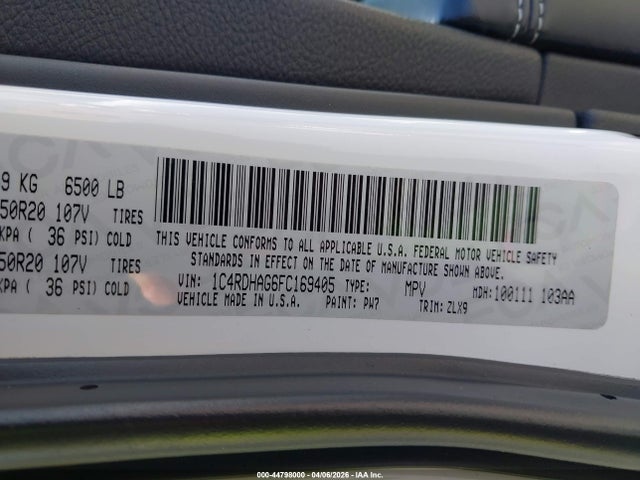 9 KG 6500 LB
50R20 107V TIRES
KPA ( 36 PSI) COLD
50R20 107V TIRES
KPA ( 36 PSI) COLD
THIS VEHICLE CONFORMS TO ALL APPLICABLE U.S.A. FEDERAL MOTOR VEHICLE SAFETY
STANDARDS IN EFFECT ON THE DATE OF MANUFACTURE SHOWN ABOVE.
VIN: 1C4RDHAG6FC169405 TYPE: MPV MDH: 100111 103AA
VEHICLE MADE IN U.S.A. PAINT: PW7 TRIM: ZLX9
000-44798000 - 04/06/2026 - IAA Inc.